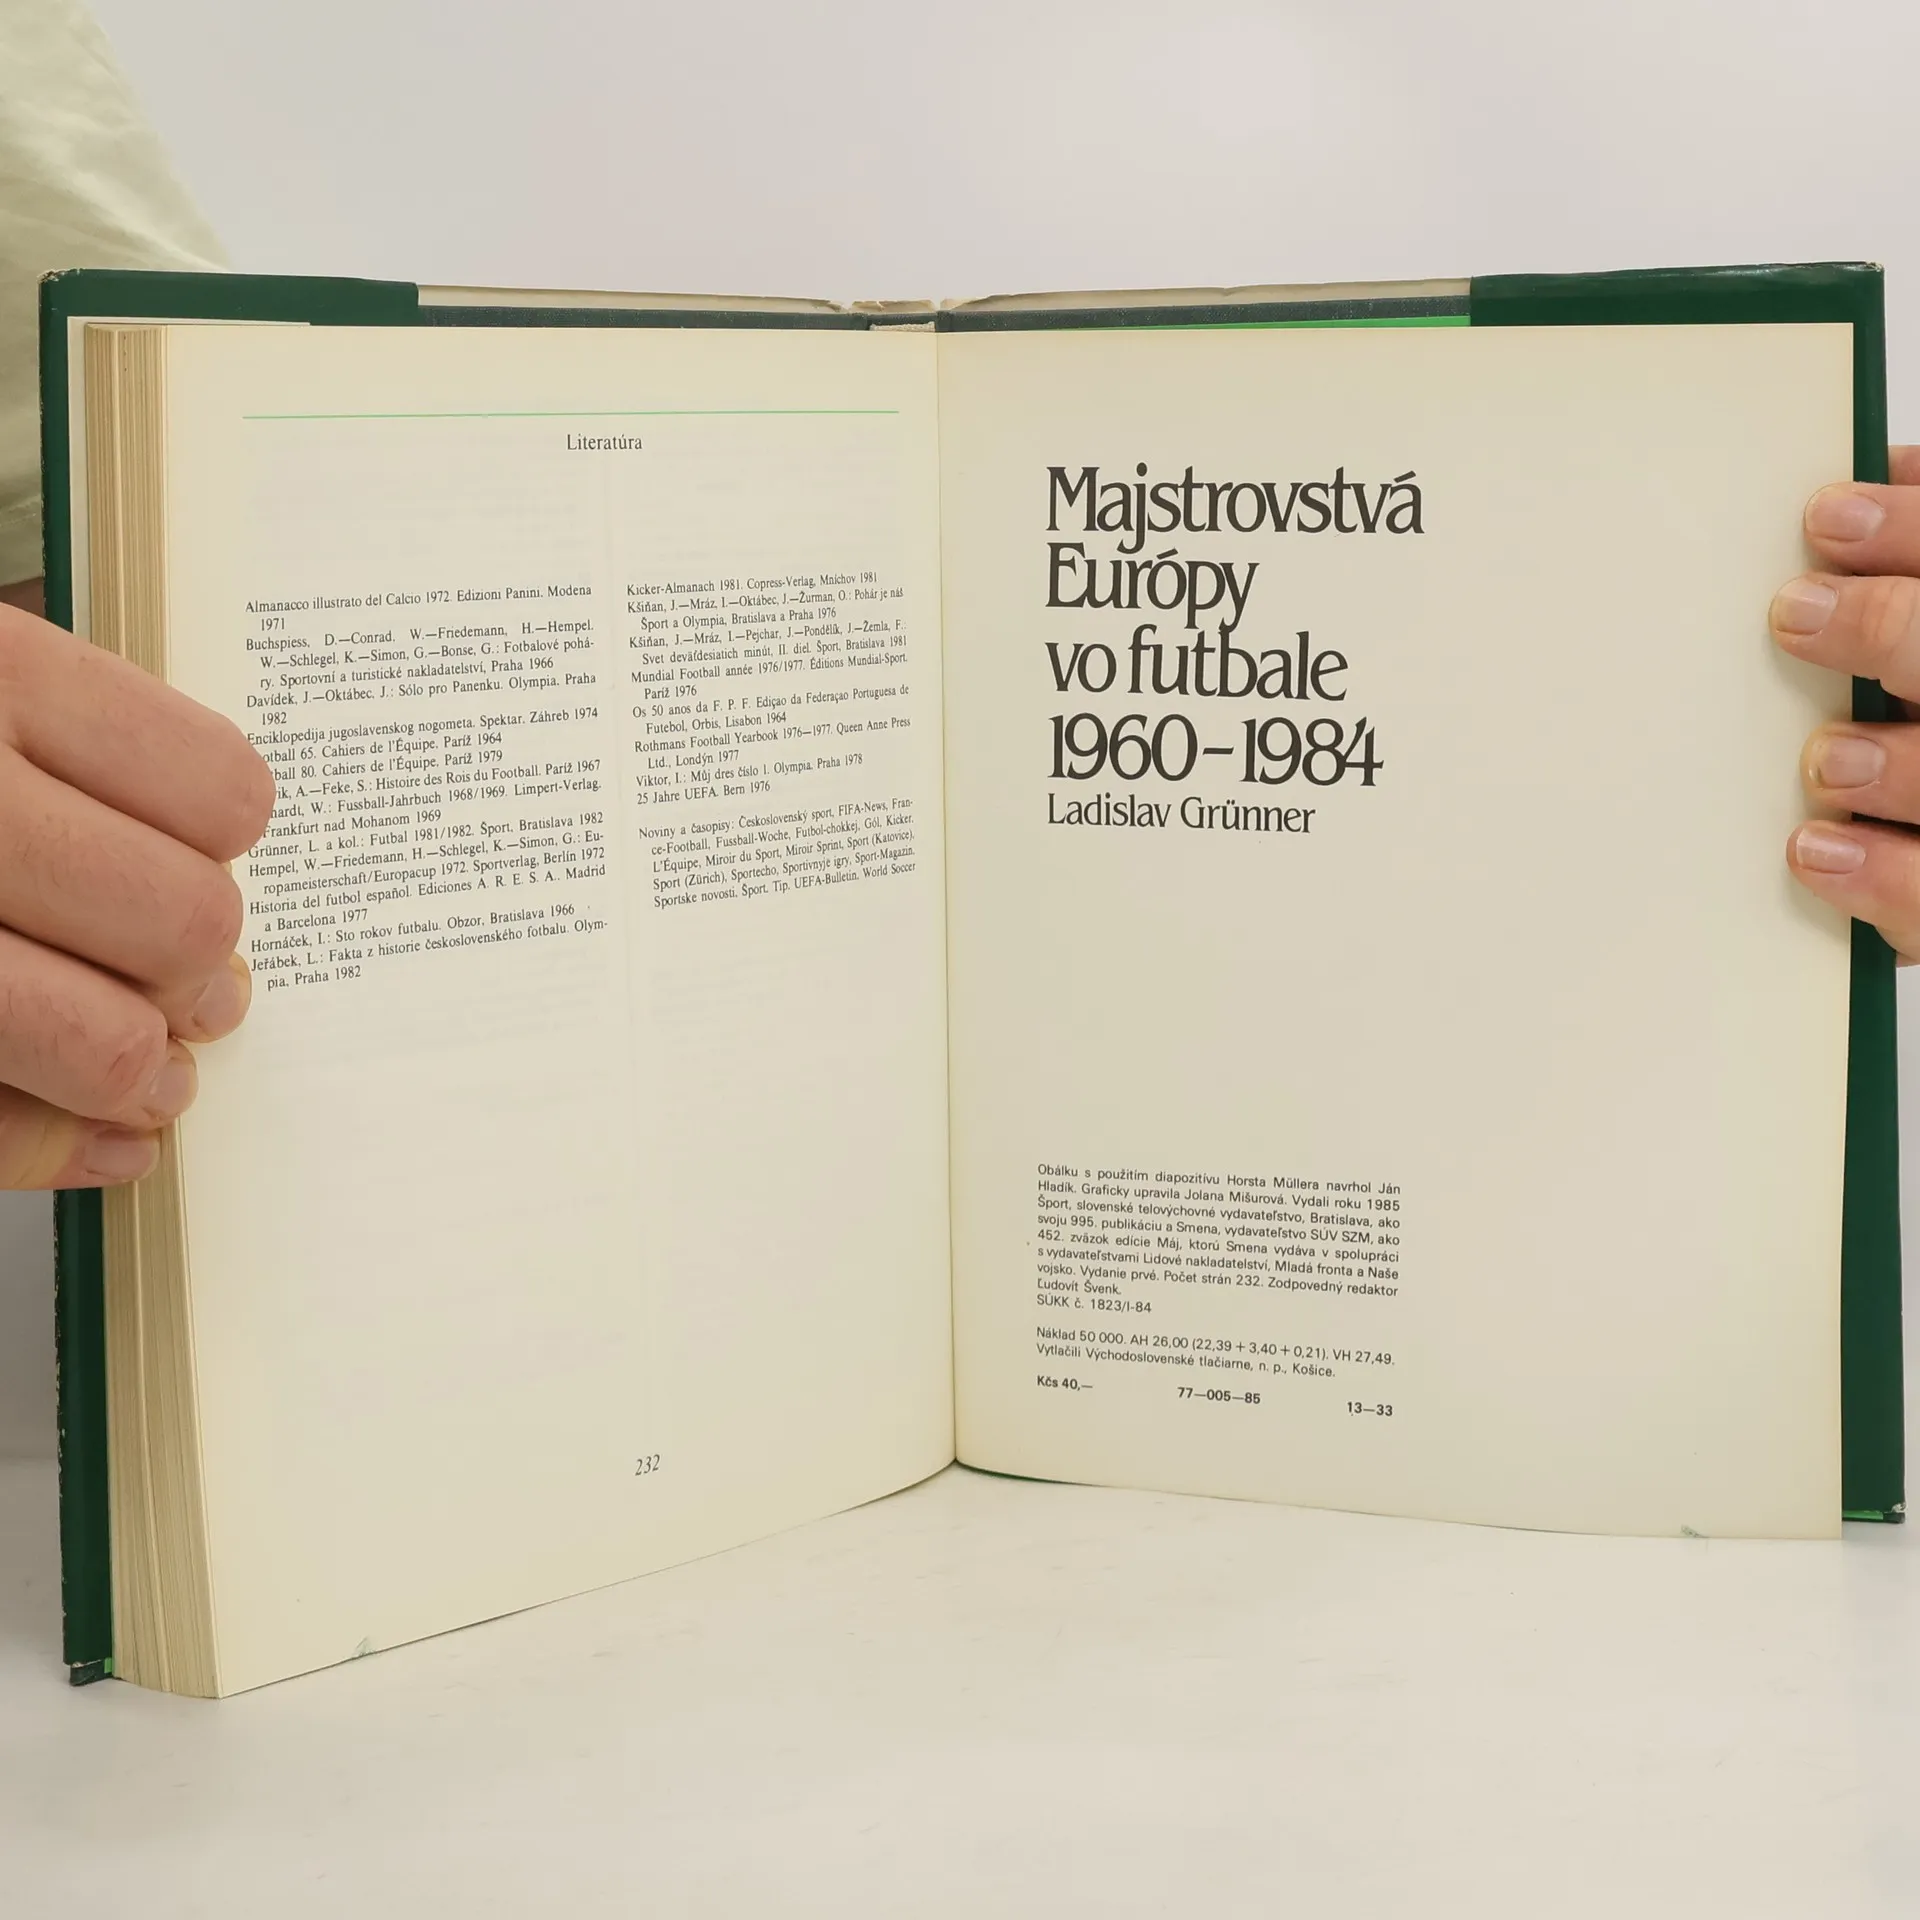 Literatúra
Almanacco illustrato del Calcio 1972. Edizioni Panini. Modena
1971
Buchspiess, D.—Conrad. W.—Friedemann, H.—Hempel.
W.—Schlegel, K.—Simon, G.—Bonse, G.: Fotbalové pohá-
ry. Sportovní a turistické nakladatelství, Praha 1966
Davídek, J.—Oktábec, J.: Sólo pro Panenku. Olympia. Praha
1982
Enciklopedija jugoslavenskog nogometa. Spektar. Záhreb 1974
otball 65. Cahiers de l'Équipe. Paríž 1964
ball 80. Cahiers de l'Équipe. Paríž 1979
ik, A.—Feke, S.: Histoire des Rois du Football. Paríž 1967
hardt, W.: Fussball-Jahrbuch 1968/1969. Limpert-Verlag.
Frankfurt nad Mohanom 1969
Grünner, L. a kol.: Futbal 1981/1982. Šport, Bratislava 1982
Hempel, W.—Friedemann, H.—Schlegel, K.—Simon, G.: Eu-
ropameisterschaft/Europacup 1972. Sportverlag, Berlín 1972
Historia del futbol español. Ediciones A. R. E. S. A.. Madrid
a Barcelona 1977
Hornáček, I.: Sto rokov futbalu. Obzor, Bratislava 1966
Jeřábek, L.: Fakta z historie československého fotbalu. Olym-
pia, Praha 1982
Kicker-Almanach 1981. Copress-Verlag, Mníchov 1981
Kšiňan, J.—Mráz, I.—Oktábec, J.—Žurman, O.: Pohár je náš
Šport a Olympia, Bratislava a Praha 1976
Kšiňan, J.—Mráz, I.—Pejchar, J.—Pondělík, J.—Žemla, F.:
Svet deväťdesiatich minút, II. diel. Šport, Bratislava 1981
Mundial Football année 1976/1977. Éditions Mundial-Sport.
Paríž 1976
Os 50 anos da F. P. F. Ediçao da Federaçao Portuguesa de
Futebol, Orbis, Lisabon 1964
Rothmans Football Yearbook 1976—1977. Queen Anne Press
Ltd., Londýn 1977
Viktor, I.: Můj dres číslo 1. Olympia. Praha 1978
25 Jahre UEFA. Bern 1976
Noviny a časopisy: Československý sport, FIFA-News, Fran-
ce-Football, Fussball-Woche, Futbol-chokkej, Gól, Kicker,
L'Équipe, Miroir du Sport, Miroir Sprint, Sport (Katovice),
Sport (Zürich), Sportecho, Sportivnyje igry, Sport-Magazin,
Sportske novosti, Šport, Tip, UEFA-Bulletin, World Soccer
232
Majstrovstvá
Európy
vo futbale
1960–1984
Ladislav Grünner
Obálku s použitím diapozitívu Horsta Müllera navrhol Ján
Hladík. Graficky upravila Jolana Mišurová. Vydali roku 1985
Šport, slovenské telovýchovné vydavateľstvo, Bratislava, ako
svoju 995. publikáciu a Smena, vydavateľstvo SÚV SZM, ako
452. zväzok edície Máj, ktorú Smena vydáva v spolupráci
s vydavateľstvami Lidové nakladatelství, Mladá fronta a Naše
vojsko. Vydanie prvé. Počet strán 232. Zodpovedný redaktor
Ľudovít Švenk.
SÚKK č. 1823/I-84
Náklad 50 000. AH 26,00 (22,39 + 3,40 + 0,21). VH 27,49.
Vytlačili Východoslovenské tlačiarne, n. p., Košice.
Kčs 40,— 77—005—85 13—33